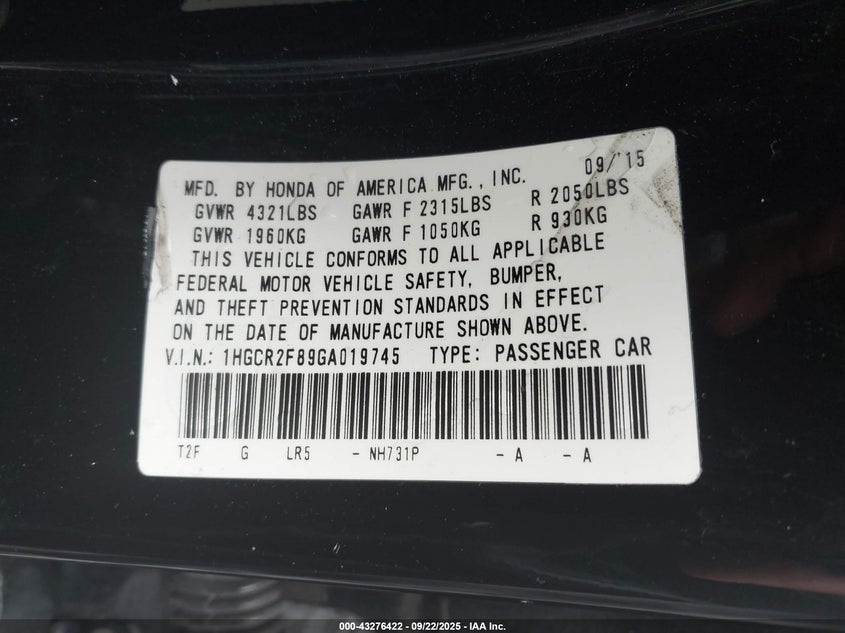 MFD. BY HONDA OF AMERICA MFG., INC. 09/'15
GVWR 4321LBS GAWR F 2315LBS R 2050LBS
GVWR 1960KG GAWR F 1050KG R 930KG
THIS VEHICLE CONFORMS TO ALL APPLICABLE
FEDERAL MOTOR VEHICLE SAFETY, BUMPER,
AND THEFT PREVENTION STANDARDS IN EFFECT
ON THE DATE OF MANUFACTURE SHOWN ABOVE.
V.I.N.: 1HGCR2F89GA019745 TYPE: PASSENGER CAR
T2F G LR5 - NH731P - A - A
000-43276422 - 09/22/2025 - IAA Inc.